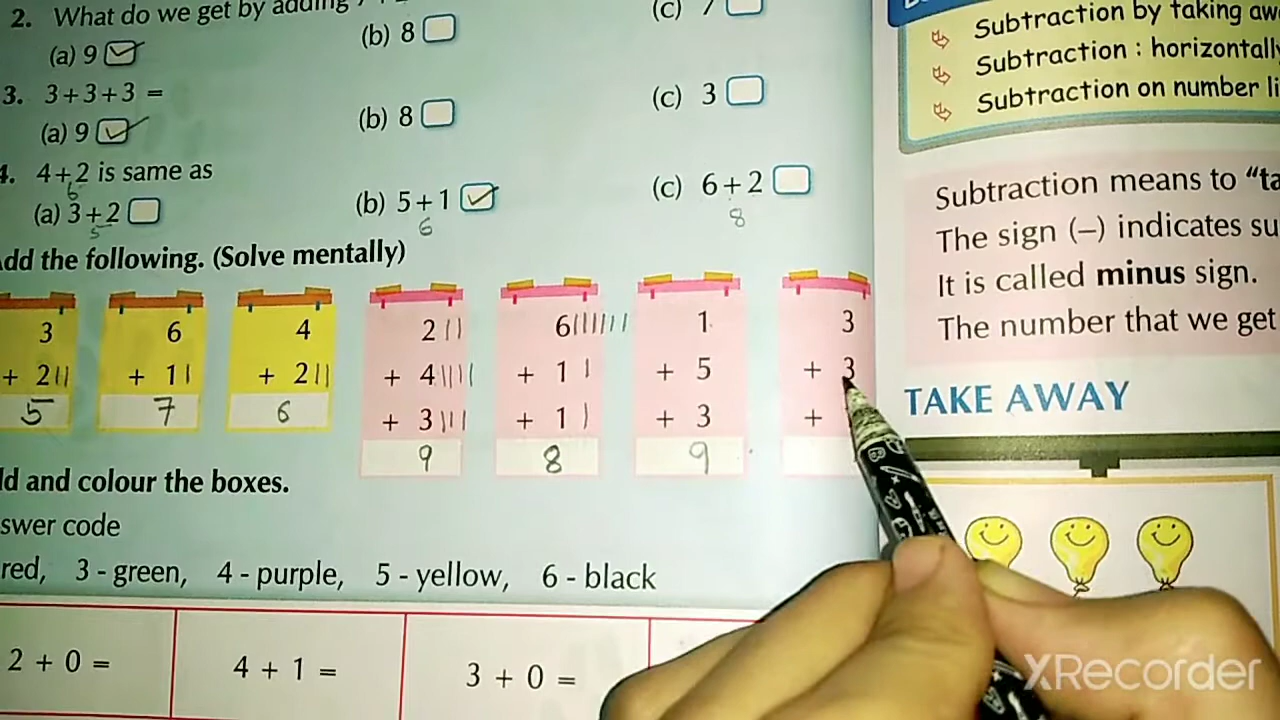 2. What do we get by adding
(a) 9 (b) 8 (c) 7
3. 3+3+3 =
(a) 9 (b) 8 (c) 3
4. 4+2 is same as
6
(a) 3+2 (b) 5+1 (c) 6+2
5 6 8
dd the following. (Solve mentally)
3 6 4 2 6 1 3
+ 2 + 1 + 2 + 4 + 1 + 5 + 3
+ 3 + 1 + 3 +
5 7 6 9 8 9
d and colour the boxes.
swer code
red, 3 - green, 4 - purple, 5 - yellow, 6 - black
2 + 0 = 4 + 1 = 3 + 0 =
Subtraction by taking aw
Subtraction : horizontally
Subtraction on number li
Subtraction means to “ta
The sign (–) indicates su
It is called minus sign.
The number that we get
TAKE AWAY
XRecorder